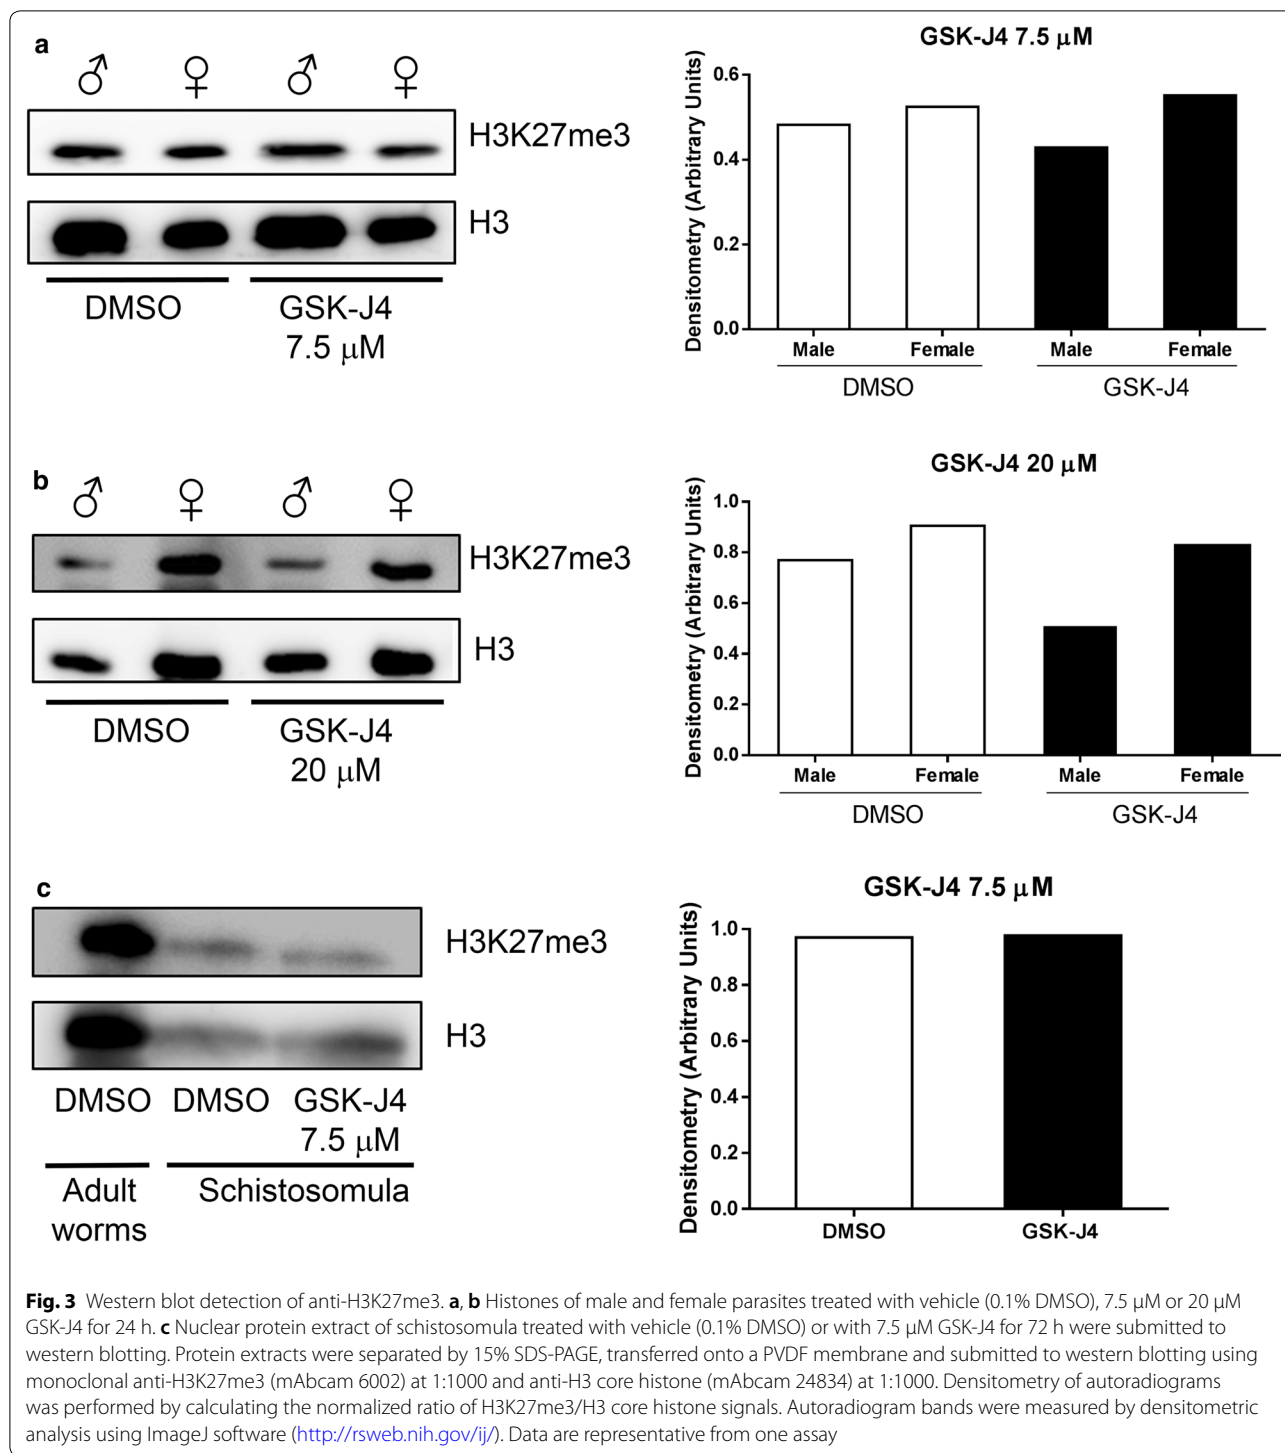 a
♂ ♀ ♂ ♀
H3K27me3
H3
DMSO GSK-J4
7.5 μM
GSK-J4 7.5 μM
Densitometry (Arbitrary Units)
0.6
0.4
0.2
0.0
Male Female Male Female
DMSO GSK-J4
b
♂ ♀ ♂ ♀
H3K27me3
H3
DMSO GSK-J4
20 μM
GSK-J4 20 μM
Densitometry (Arbitrary Units)
1.0
0.8
0.6
0.4
0.2
0.0
Male Female Male Female
DMSO GSK-J4
c
H3K27me3
H3
DMSO DMSO GSK-J4
7.5 μM
Adult Schistosomula
worms
GSK-J4 7.5 μM
Densitometry (Arbitrary Units)
1.0
0.8
0.6
0.4
0.2
0.0
DMSO GSK-J4
Fig. 3 Western blot detection of anti-H3K27me3. a, b Histones of male and female parasites treated with vehicle (0.1% DMSO), 7.5 μM or 20 μM
GSK-J4 for 24 h. c Nuclear protein extract of schistosomula treated with vehicle (0.1% DMSO) or with 7.5 μM GSK-J4 for 72 h were submitted to
western blotting. Protein extracts were separated by 15% SDS-PAGE, transferred onto a PVDF membrane and submitted to western blotting using
monoclonal anti-H3K27me3 (mAbcam 6002) at 1:1000 and anti-H3 core histone (mAbcam 24834) at 1:1000. Densitometry of autoradiograms
was performed by calculating the normalized ratio of H3K27me3/H3 core histone signals. Autoradiogram bands were measured by densitometric
analysis using ImageJ software (http://rsweb.nih.gov/ij/). Data are representative from one assay